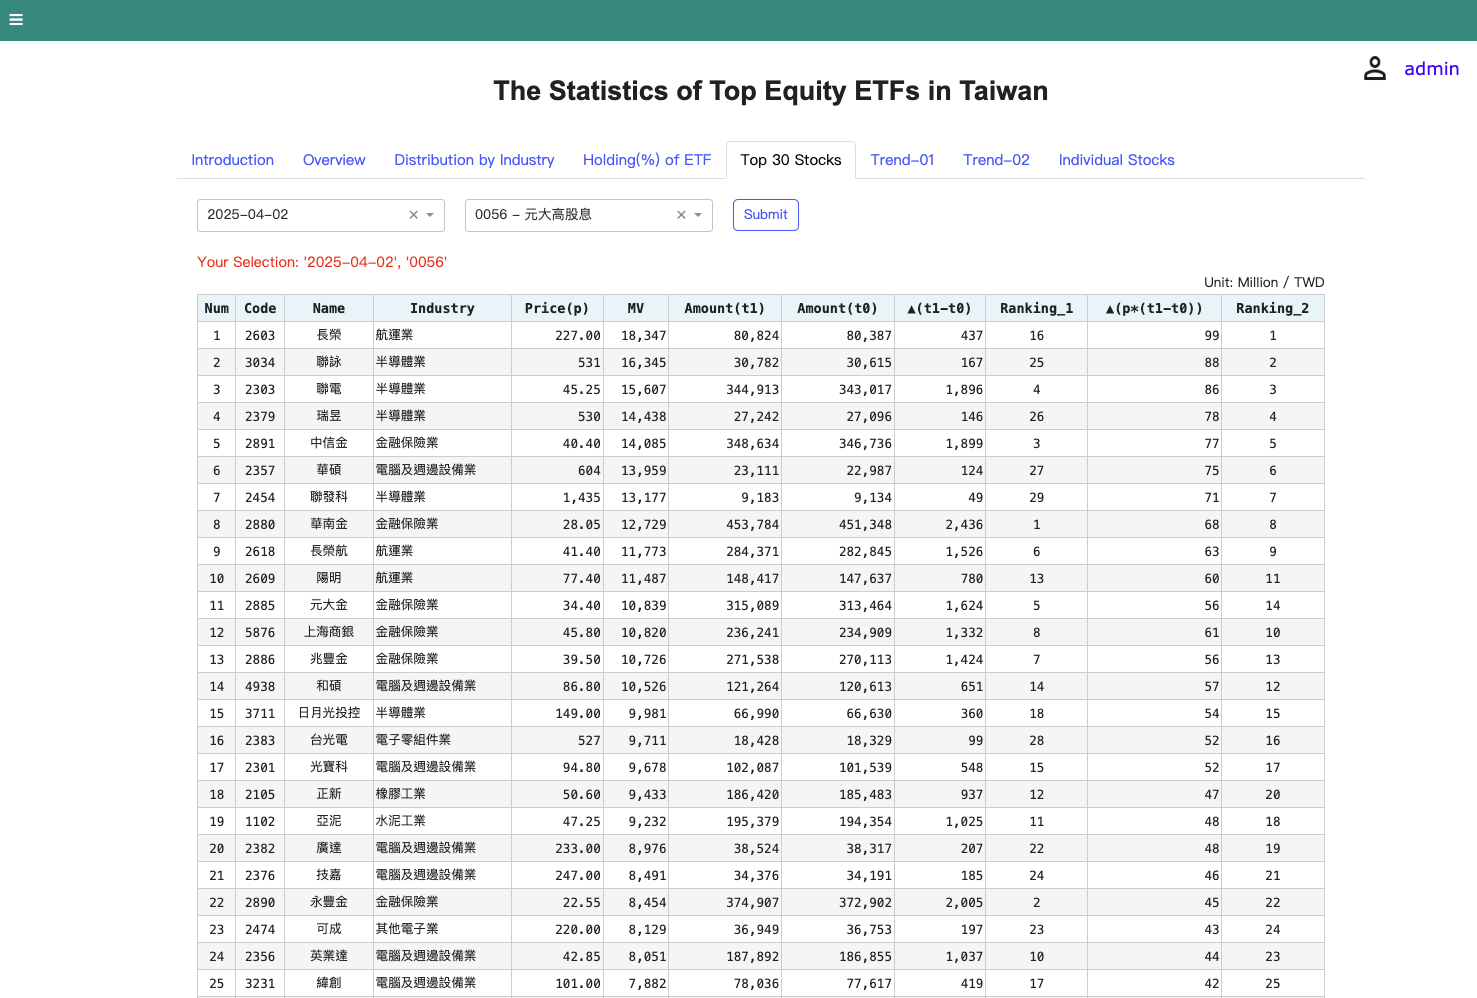 admin
The Statistics of Top Equity ETFs in Taiwan
Introduction Overview Distribution by Industry Holding(%) of ETF Top 30 Stocks Trend-01 Trend-02 Individual Stocks
2025-04-02 × 0056 - 元大高股息 × Submit
Your Selection: '2025-04-02', '0056'
Unit: Million / TWD
Num Code Name Industry Price(p) MV Amount(t1) Amount(t0) ▲(t1-t0) Ranking_1 ▲(p*(t1-t0)) Ranking_2
1 2603 長榮 航運業 227.00 18,347 80,824 80,387 437 16 99 1
2 3034 聯詠 半導體業 531 16,345 30,782 30,615 167 25 88 2
3 2303 聯電 半導體業 45.25 15,607 344,913 343,017 1,896 4 86 3
4 2379 瑞昱 半導體業 530 14,438 27,242 27,096 146 26 78 4
5 2891 中信金 金融保險業 40.40 14,085 348,634 346,736 1,899 3 77 5
6 2357 華碩 電腦及週邊設備業 604 13,959 23,111 22,987 124 27 75 6
7 2454 聯發科 半導體業 1,435 13,177 9,183 9,134 49 29 71 7
8 2880 華南金 金融保險業 28.05 12,729 453,784 451,348 2,436 1 68 8
9 2618 長榮航 航運業 41.40 11,773 284,371 282,845 1,526 6 63 9
10 2609 陽明 航運業 77.40 11,487 148,417 147,637 780 13 60 11
11 2885 元大金 金融保險業 34.40 10,839 315,089 313,464 1,624 5 56 14
12 5876 上海商銀 金融保險業 45.80 10,820 236,241 234,909 1,332 8 61 10
13 2886 兆豐金 金融保險業 39.50 10,726 271,538 270,113 1,424 7 56 13
14 4938 和碩 電腦及週邊設備業 86.80 10,526 121,264 120,613 651 14 57 12
15 3711 日月光投控 半導體業 149.00 9,981 66,990 66,630 360 18 54 15
16 2383 台光電 電子零組件業 527 9,711 18,428 18,329 99 28 52 16
17 2301 光寶科 電腦及週邊設備業 94.80 9,678 102,087 101,539 548 15 52 17
18 2105 正新 橡膠工業 50.60 9,433 186,420 185,483 937 12 47 20
19 1102 亞泥 水泥工業 47.25 9,232 195,379 194,354 1,025 11 48 18
20 2382 廣達 電腦及週邊設備業 233.00 8,976 38,524 38,317 207 22 48 19
21 2376 技嘉 電腦及週邊設備業 247.00 8,491 34,376 34,191 185 24 46 21
22 2890 永豐金 金融保險業 22.55 8,454 374,907 372,902 2,005 2 45 22
23 2474 可成 其他電子業 220.00 8,129 36,949 36,753 197 23 43 24
24 2356 英業達 電腦及週邊設備業 42.85 8,051 187,892 186,855 1,037 10 44 23
25 3231 緯創 電腦及週邊設備業 101.00 7,882 78,036 77,617 419 17 42 25